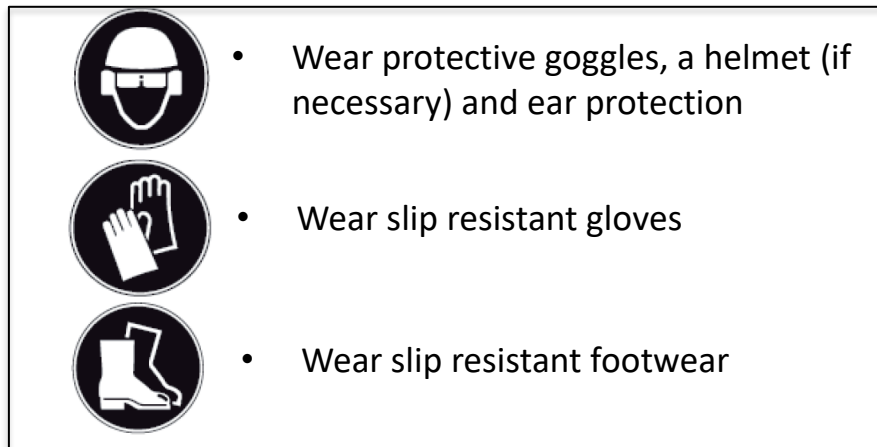 • Wear protective goggles, a helmet (if
necessary) and ear protection
• Wear slip resistant gloves
• Wear slip resistant footwear